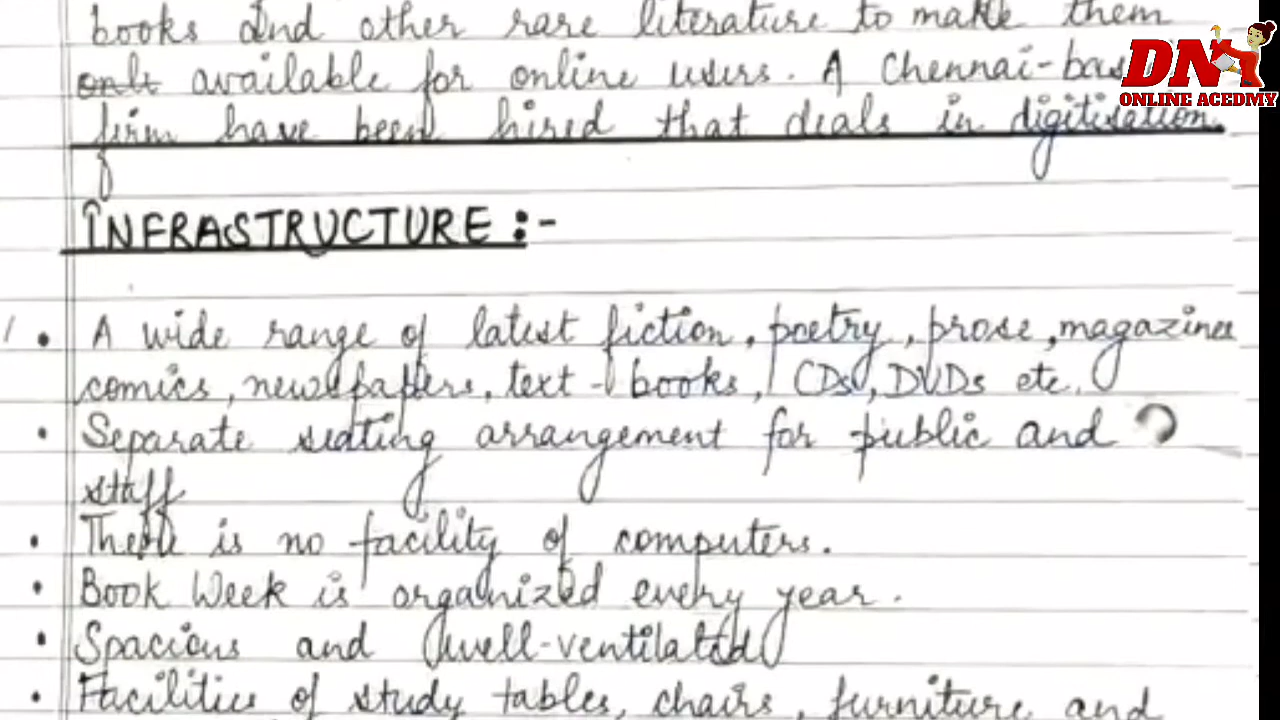 books and other rare literature to make them
onlt available for online users. A Chennai-bas
firm have been hired that deals in digitisation.
INFRASTRUCTURE :-
• A wide range of latest fiction, poetry, prose, magazines
comics, newspapers, text-books, CDs, DVDs etc.
• Separate seating arrangement for public and
staff
• There is no facility of computers.
• Book Week is organized every year.
• Spacious and well-ventilated
• Facilities of study tables, chairs, furniture and
DN
ONLINE ACEDMY